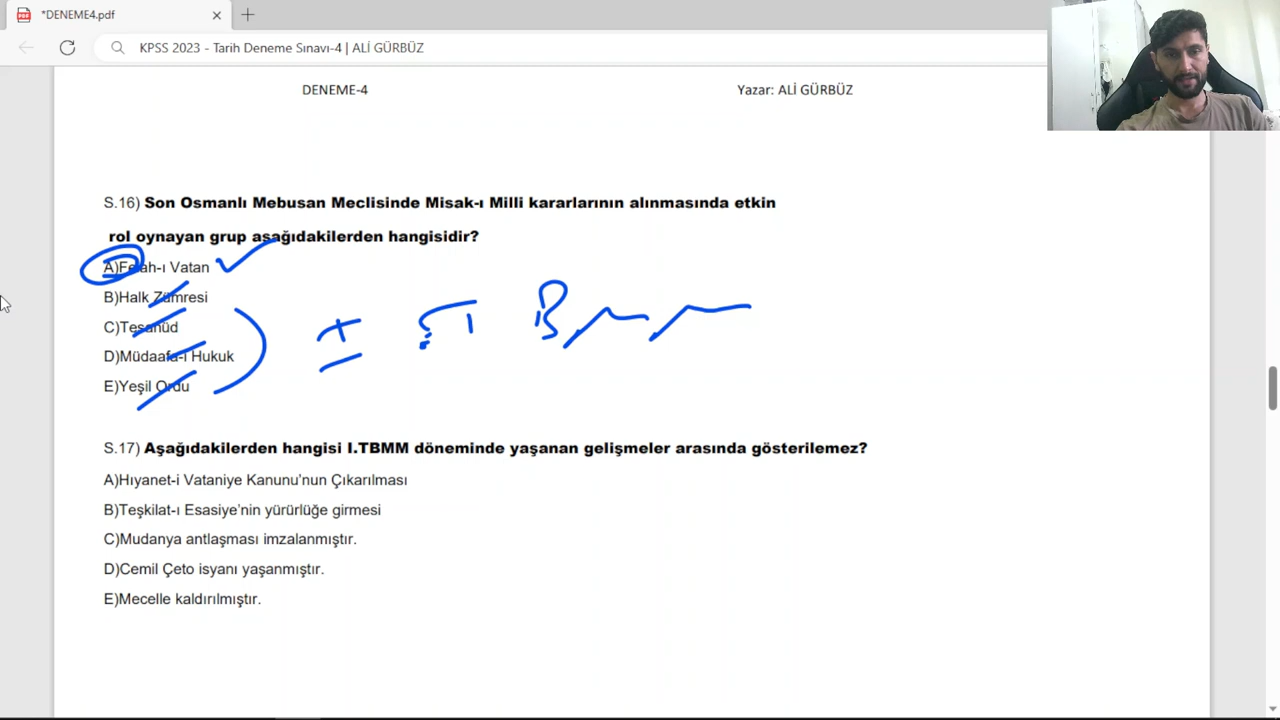 *DENEME4.pdf
KPSS 2023 - Tarih Deneme Sınavı-4 | ALİ GÜRBÜZ
DENEME-4 Yazar: ALİ GÜRBÜZ
S.16) Son Osmanlı Mebusan Meclisinde Misak-ı Milli kararlarının alınmasında etkin
rol oynayan grup aşağıdakilerden hangisidir?
A)Felah-ı Vatan
B)Halk Zümresi
C)Tesanüd
D)Müdaafa-i Hukuk
E)Yeşil Ordu
S.17) Aşağıdakilerden hangisi I.TBMM döneminde yaşanan gelişmeler arasında gösterilemez?
A)Hıyanet-i Vataniye Kanunu'nun Çıkarılması
B)Teşkilat-ı Esasiye'nin yürürlüğe girmesi
C)Mudanya antlaşması imzalanmıştır.
D)Cemil Çeto isyanı yaşanmıştır.
E)Mecelle kaldırılmıştır.